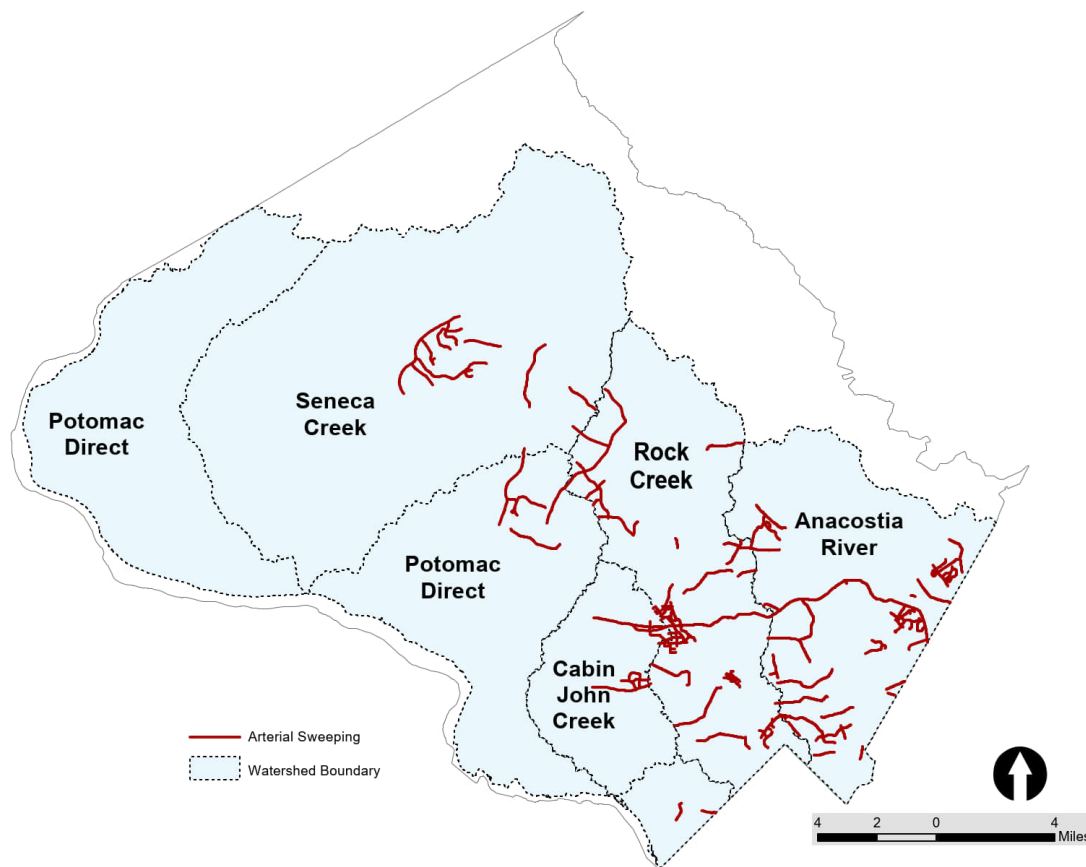 Seneca
Creek
Potomac
Direct
Rock
Creek
Anacostia
River
Potomac
Direct
Cabin
John
Creek
Arterial Sweeping
Watershed Boundary
4 2 0 4
Miles